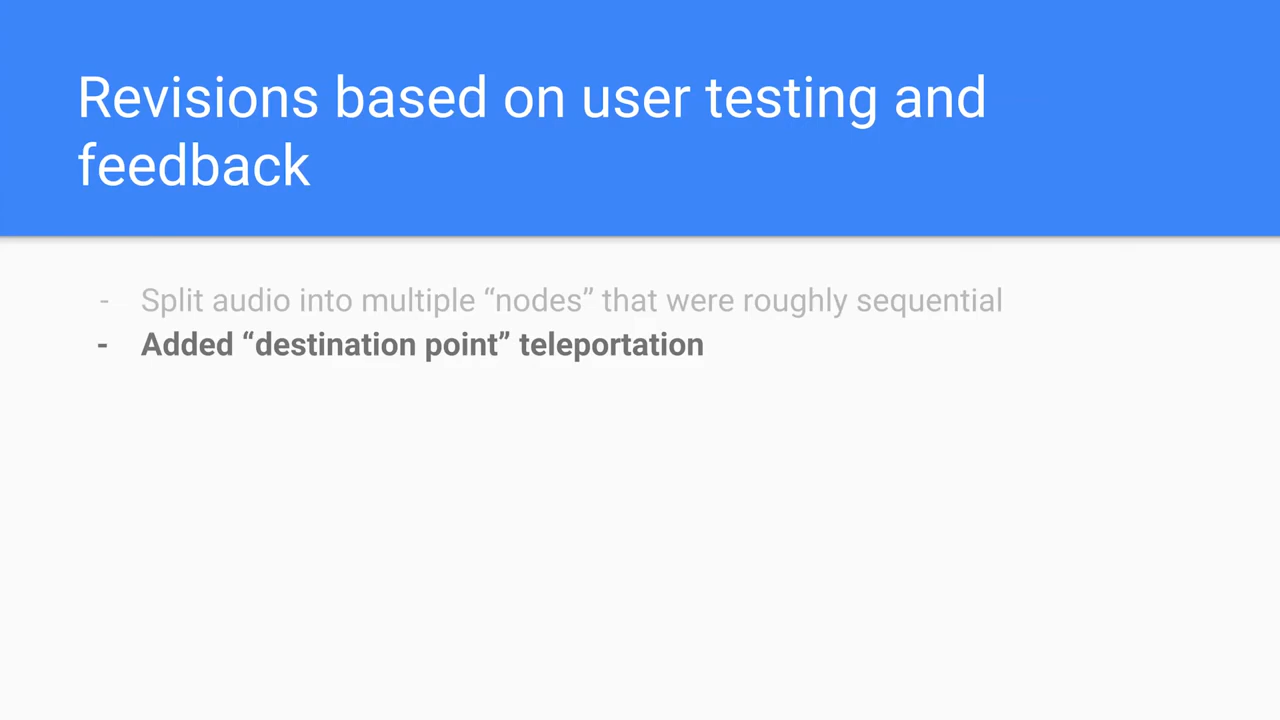 Revisions based on user testing and
feedback
- Split audio into multiple “nodes” that were roughly sequential
- Added “destination point” teleportation